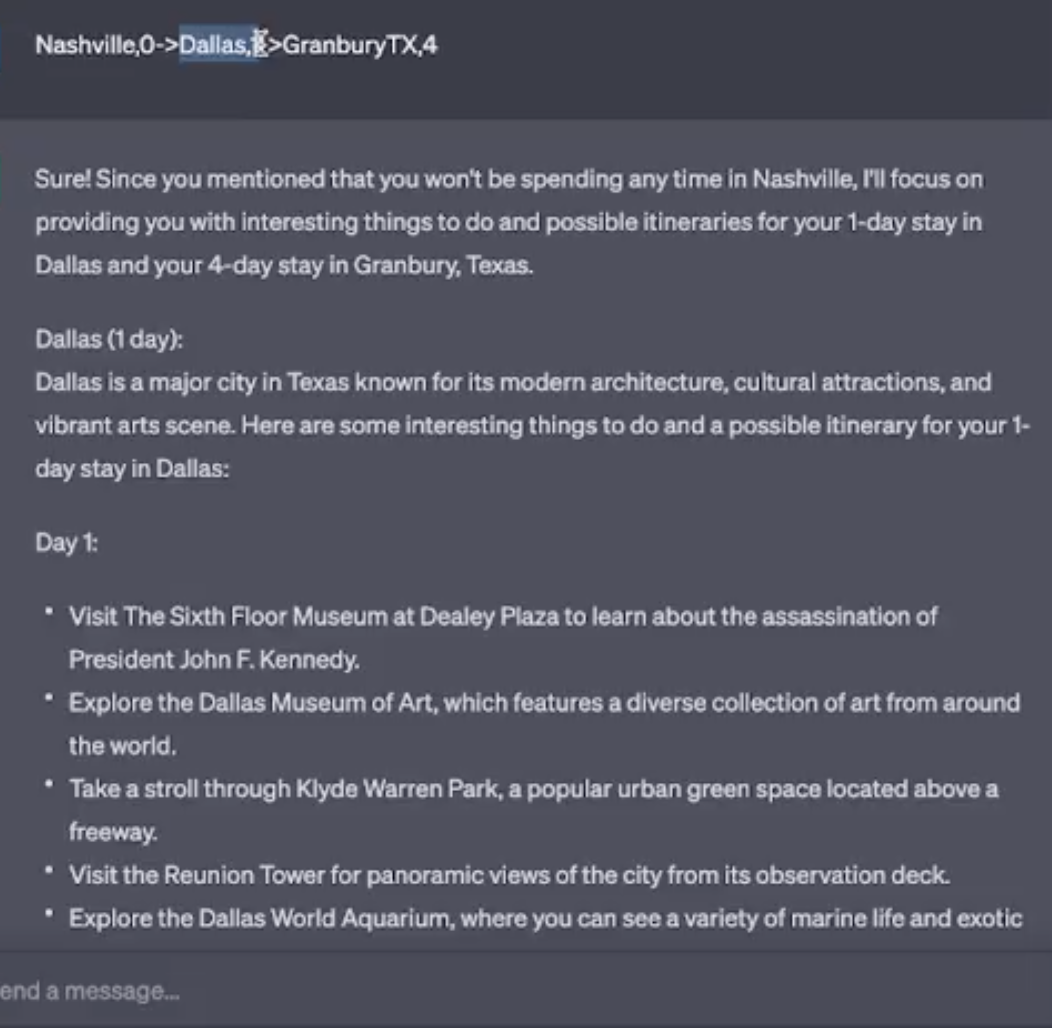 Nashville,0->Dallas,>GranburyTX,4
Sure! Since you mentioned that you won't be spending any time in Nashville, I'll focus on
providing you with interesting things to do and possible itineraries for your 1-day stay in
Dallas and your 4-day stay in Granbury, Texas.
Dallas (1 day):
Dallas is a major city in Texas known for its modern architecture, cultural attractions, and
vibrant arts scene. Here are some interesting things to do and a possible itinerary for your 1-
day stay in Dallas:
Day 1:
• Visit The Sixth Floor Museum at Dealey Plaza to learn about the assassination of
President John F. Kennedy.
• Explore the Dallas Museum of Art, which features a diverse collection of art from around
the world.
• Take a stroll through Klyde Warren Park, a popular urban green space located above a
freeway.
• Visit the Reunion Tower for panoramic views of the city from its observation deck.
• Explore the Dallas World Aquarium, where you can see a variety of marine life and exotic
end a message...